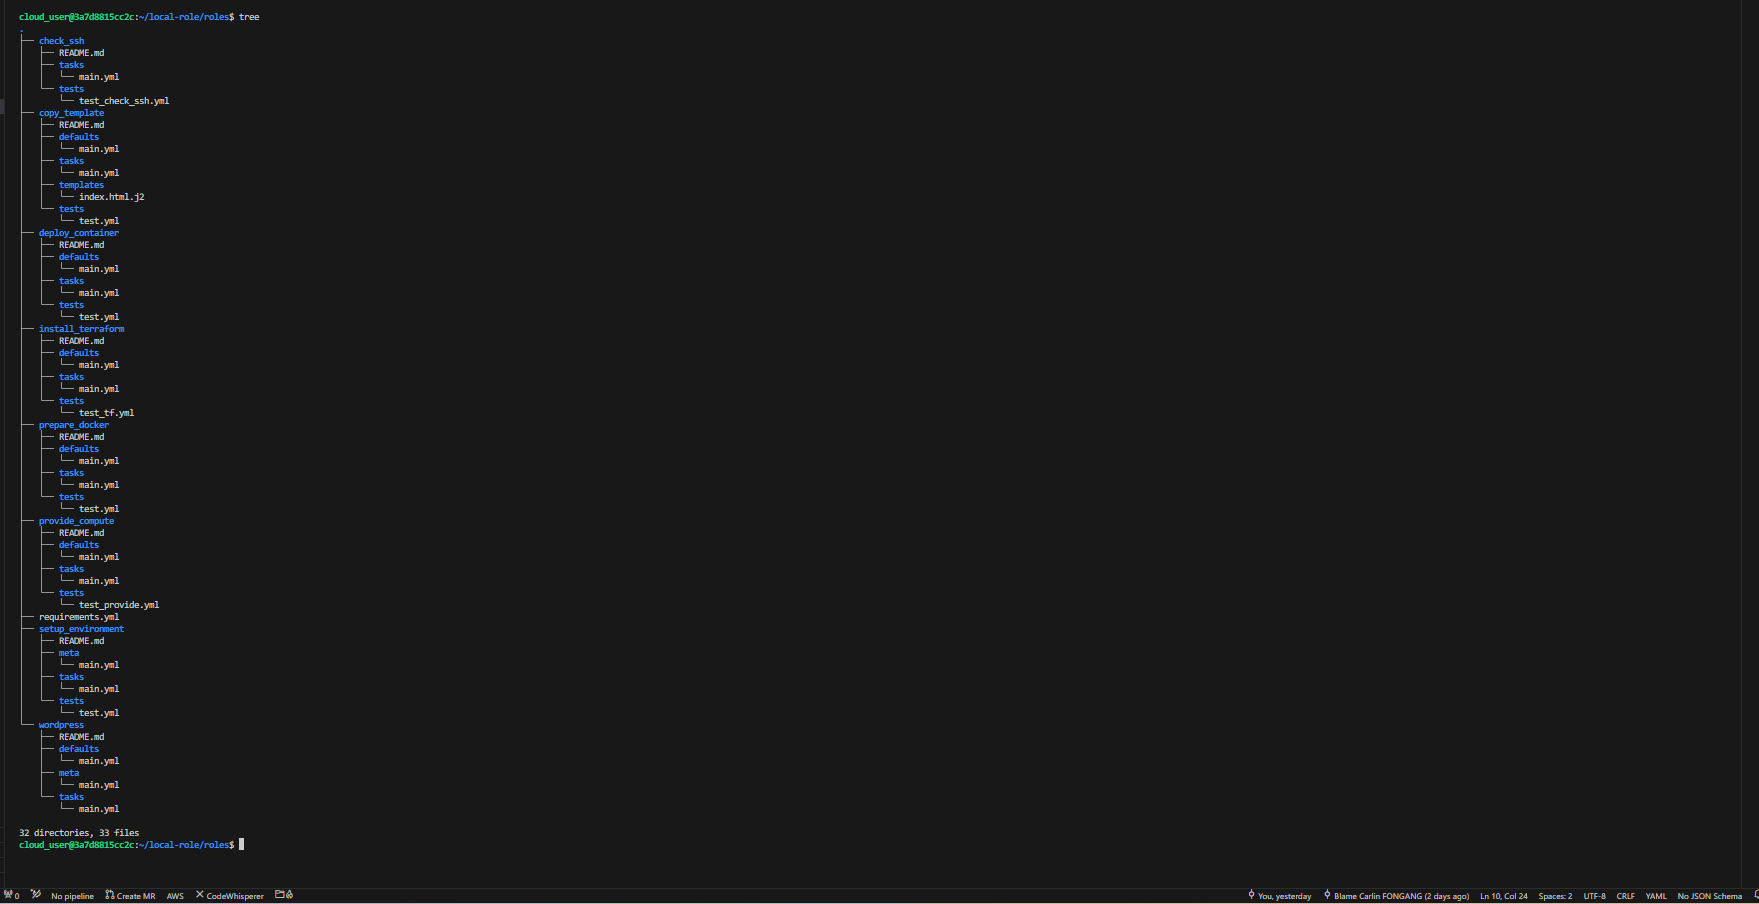 cloud_user@3a7d8815cc2c:~/local-role/roles$ tree
.
├── check_ssh
│   ├── README.md
│   ├── tasks
│   │   └── main.yml
│   └── tests
│       └── test_check_ssh.yml
├── copy_template
│   ├── README.md
│   ├── defaults
│   │   └── main.yml
│   ├── tasks
│   │   └── main.yml
│   ├── templates
│   │   └── index.html.j2
│   └── tests
│       └── test.yml
├── deploy_container
│   ├── README.md
│   ├── defaults
│   │   └── main.yml
│   ├── tasks
│   │   └── main.yml
│   └── tests
│       └── test.yml
├── install_terraform
│   ├── README.md
│   ├── defaults
│   │   └── main.yml
│   ├── tasks
│   │   └── main.yml
│   └── tests
│       └── test_tf.yml
├── prepare_docker
│   ├── README.md
│   ├── defaults
│   │   └── main.yml
│   ├── tasks
│   │   └── main.yml
│   └── tests
│       └── test.yml
├── provide_compute
│   ├── README.md
│   ├── defaults
│   │   └── main.yml
│   ├── tasks
│   │   └── main.yml
│   └── tests
│       └── test_provide.yml
├── requirements.yml
├── setup_environment
│   ├── README.md
│   ├── meta
│   │   └── main.yml
│   ├── tasks
│   │   └── main.yml
│   └── tests
│       └── test.yml
└── wordpress
    ├── README.md
    ├── defaults
    │   └── main.yml
    ├── meta
    │   └── main.yml
    └── tasks
        └── main.yml
32 directories, 33 files
cloud_user@3a7d8815cc2c:~/local-role/roles$
0 No pipeline Create MR AWS CodeWhisperer You, yesterday Blame Carlin FONGANG (2 days ago) Ln 10, Col 24 Spaces: 2 UTF-8 CRLF YAML No JSON Schema